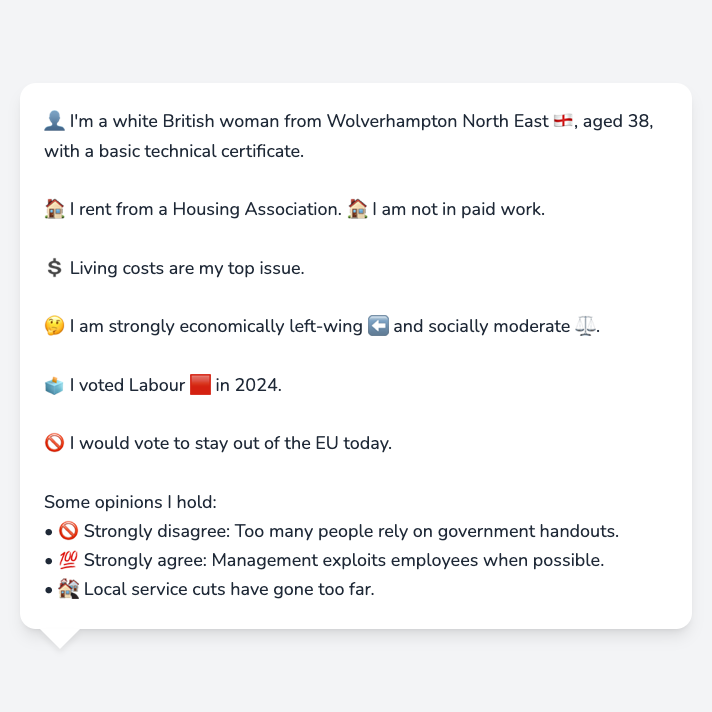 👤 I'm a white British woman from Wolverhampton North East 🏴󠁧󠁢󠁥󠁮󠁧󠁿, aged 38,
with a basic technical certificate.
🏠 I rent from a Housing Association. 🏠 I am not in paid work.
💲 Living costs are my top issue.
🤔 I am strongly economically left-wing ⬅️ and socially moderate ⚖️.
🗳️ I voted Labour 🟥 in 2024.
🚫 I would vote to stay out of the EU today.
Some opinions I hold:
• 🚫 Strongly disagree: Too many people rely on government handouts.
• 💯 Strongly agree: Management exploits employees when possible.
• 🏚️ Local service cuts have gone too far.